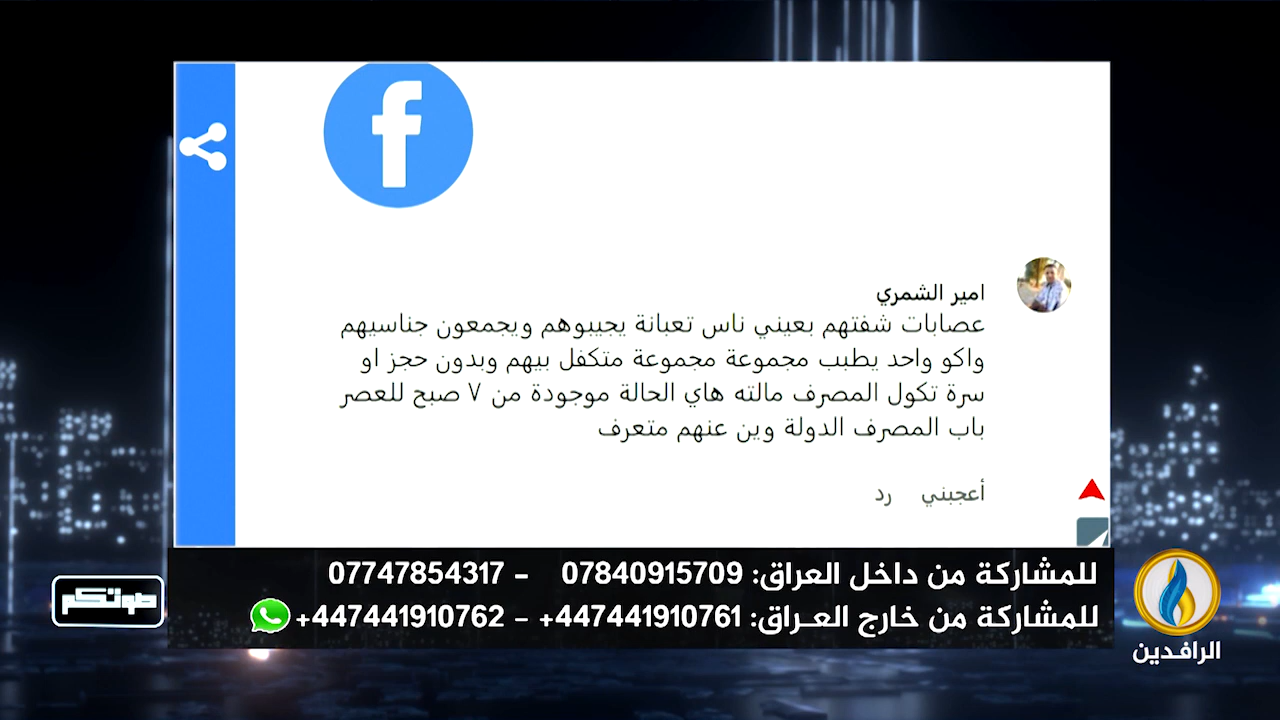 f
امير الشمري
عصابات شفتهم بعيني ناس تعبانة يجيبوهم ويجمعون جناسيهم
واكو واحد يطبب مجموعة مجموعة متكفل بيهم وبدون حجز او
سرة تكول المصرف مالته هاي الحالة موجودة من ٧ صبح للعصر
باب المصرف الدولة وين عنهم متعرف
أعجبني رد
للمشاركة من داخل العراق: 07840915709 - 07747854317
للمشاركة من خارج العـراق: 447441910761+ - 447441910762+
صوتكم
الرافدين